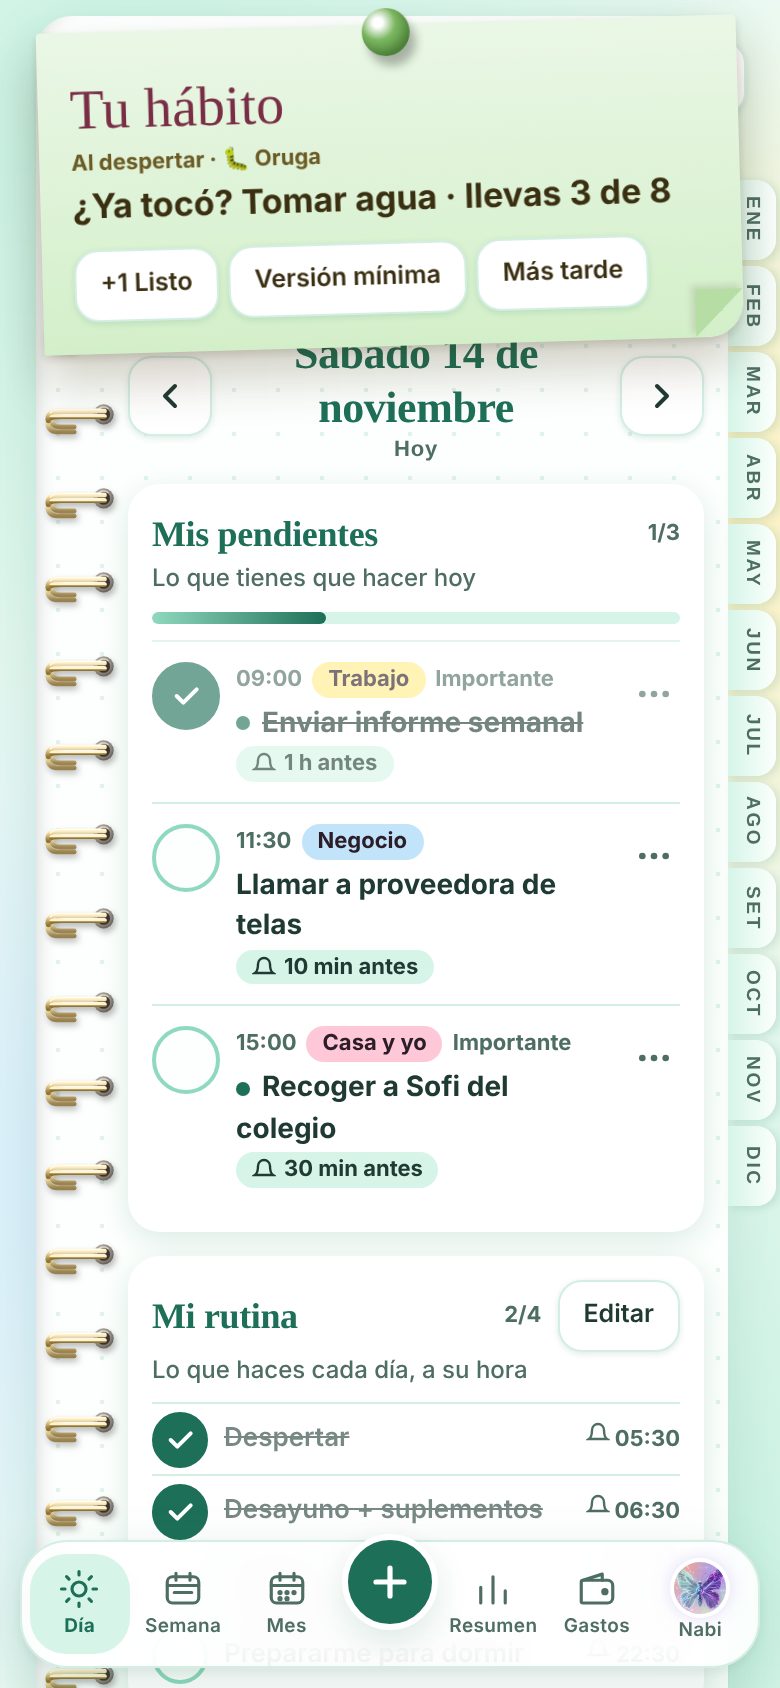 Tu hábito
Al despertar · 🐛 Oruga
¿Ya tocó? Tomar agua · llevas 3 de 8
+1 Listo
Versión mínima
Más tarde
Sábado 14 de
noviembre
Hoy
Mis pendientes
1/3
Lo que tienes que hacer hoy
09:00 Trabajo Importante
Enviar informe semanal
1 h antes
11:30 Negocio
Llamar a proveedora de
telas
10 min antes
15:00 Casa y yo Importante
Recoger a Sofi del
colegio
30 min antes
Mi rutina
2/4
Editar
Lo que haces cada día, a su hora
Despertar 05:30
Desayuno + suplementos 06:30
Prepararme para dormir 22:30
Día
Semana
Mes
Resumen
Gastos
Nabi
ENE
FEB
MAR
ABR
MAY
JUN
JUL
AGO
SET
OCT
NOV
DIC